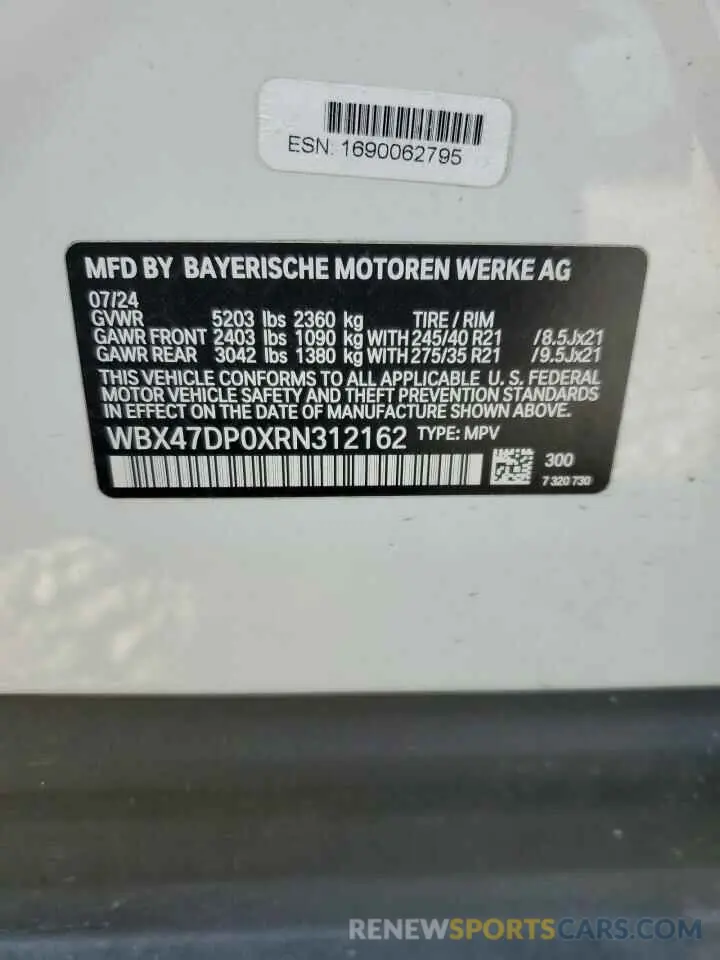 ESN: 1690062795
MFD BY BAYERISCHE MOTOREN WERKE AG
07/24
GVWR 5203 lbs 2360 kg TIRE / RIM
GAWR FRONT 2403 lbs 1090 kg WITH 245/40 R21 /8.5Jx21
GAWR REAR 3042 lbs 1380 kg WITH 275/35 R21 /9.5Jx21
THIS VEHICLE CONFORMS TO ALL APPLICABLE U. S. FEDERAL
MOTOR VEHICLE SAFETY AND THEFT PREVENTION STANDARDS
IN EFFECT ON THE DATE OF MANUFACTURE SHOWN ABOVE.
WBX47DP0XRN312162 TYPE: MPV
300
7 320 730
RENEWSPORTSCARS.COM